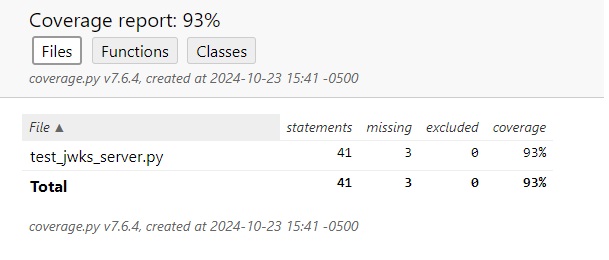 Coverage report: 93%
Files Functions Classes
coverage.py v7.6.4, created at 2024-10-23 15:41 -0500
File ▲ statements missing excluded coverage
test_jwks_server.py 41 3 0 93%
Total 41 3 0 93%
coverage.py v7.6.4, created at 2024-10-23 15:41 -0500